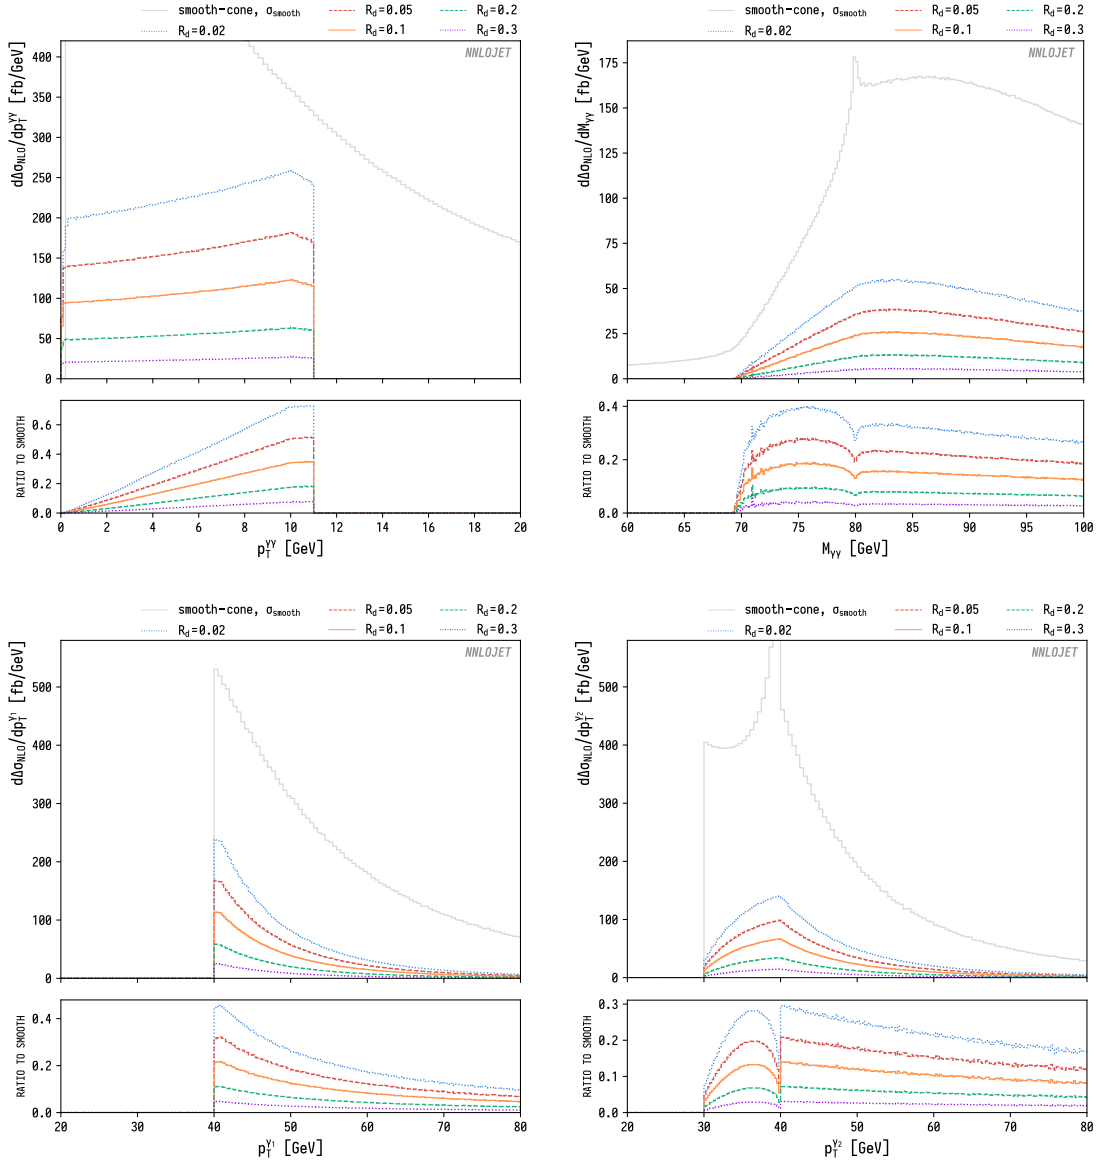 smooth-cone, σsmooth
Rd=0.05
Rd=0.2
Rd=0.02
Rd=0.1
Rd=0.3
NNLOJET
dΔσNLO/dpTγγ [fb/GeV]
400
350
300
250
200
150
100
50
0
RATIO TO SMOOTH
0.6
0.4
0.2
0.0
0 2 4 6 8 10 12 14 16 18 20
pTγγ [GeV]
smooth-cone, σsmooth
Rd=0.05
Rd=0.2
Rd=0.02
Rd=0.1
Rd=0.3
NNLOJET
dΔσNLO/dMγγ [fb/GeV]
175
150
125
100
75
50
25
0
RATIO TO SMOOTH
0.4
0.2
0.0
60 65 70 75 80 85 90 95 100
Mγγ [GeV]
smooth-cone, σsmooth
Rd=0.05
Rd=0.2
Rd=0.02
Rd=0.1
Rd=0.3
NNLOJET
dΔσNLO/dpTγ1 [fb/GeV]
500
400
300
200
100
0
RATIO TO SMOOTH
0.4
0.2
0.0
20 30 40 50 60 70 80
pTγ1 [GeV]
smooth-cone, σsmooth
Rd=0.05
Rd=0.2
Rd=0.02
Rd=0.1
Rd=0.3
NNLOJET
dΔσNLO/dpTγ2 [fb/GeV]
500
400
300
200
100
0
RATIO TO SMOOTH
0.3
0.2
0.1
0.0
20 30 40 50 60 70 80
pTγ2 [GeV]